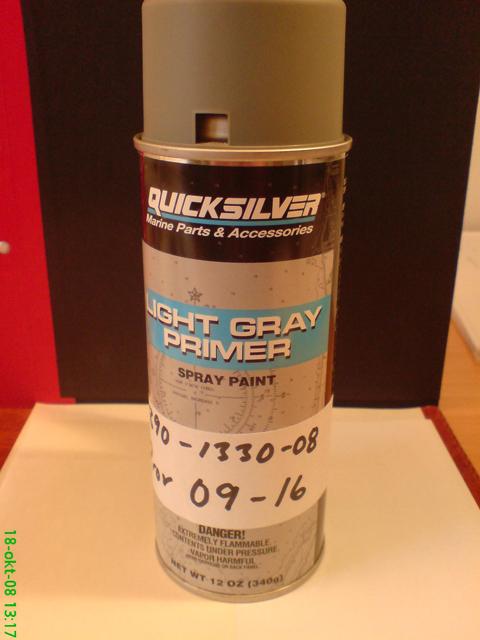 QUICKSILVER
Marine Parts & Accessories
LIGHT GRAY
PRIMER
SPRAY PAINT
290-1330-08
09-16
DANGER!
EXTREMELY FLAMMABLE
CONTENTS UNDER PRESSURE
VAPOR HARMFUL
NET WT 12 OZ (340g)
18-okt-08 13:17